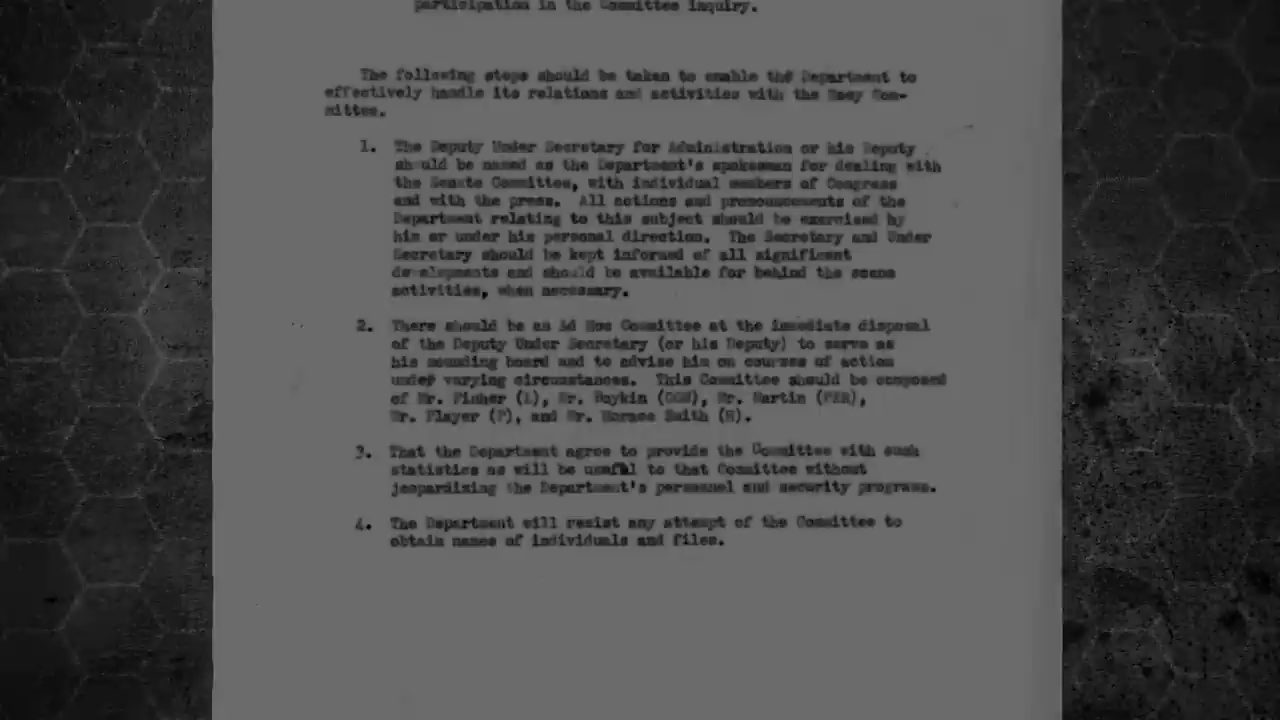 participation in the Committee inquiry.
The following steps should be taken to enable the Department to
effectively handle its relations and activities with the Hoey Com-
mittee.
1. The Deputy Under Secretary for Administration or his Deputy
should be named as the Department's spokesman for dealing with
the Senate Committee, with individual members of Congress
and with the press. All actions and pronouncements of the
Department relating to this subject should be exercised by
him or under his personal direction. The Secretary and Under
Secretary should be kept informed of all significant
developments and should be available for behind the scene
activities, when necessary.
2. There should be an Ad Hoc Committee at the immediate disposal
of the Deputy Under Secretary (or his Deputy) to serve as
his sounding board and to advise him on courses of action
under varying circumstances. This Committee should be composed
of Mr. Fisher (L), Mr. Boykin (CON), Mr. Martin (PER),
Mr. Player (P), and Mr. Horace Smith (H).
3. That the Department agree to provide the Committee with such
statistics as will be useful to that Committee without
jeopardizing the Department's personnel and security programs.
4. The Department will resist any attempt of the Committee to
obtain names of individuals and files.